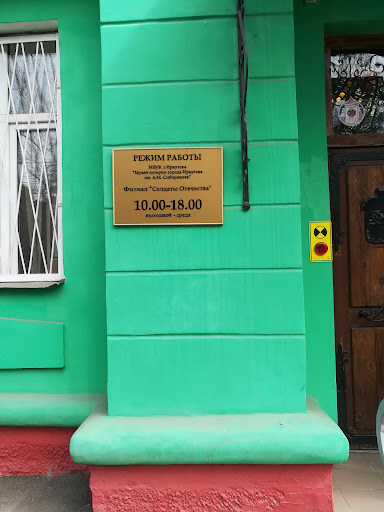 РЕЖИМ РАБОТЫ
МБУК г.Иркутска
"Музей истории города Иркутска
им. А.М. Сибирякова"
Филиал "Солдаты Отечества"
10.00-18.00
выходной - среда